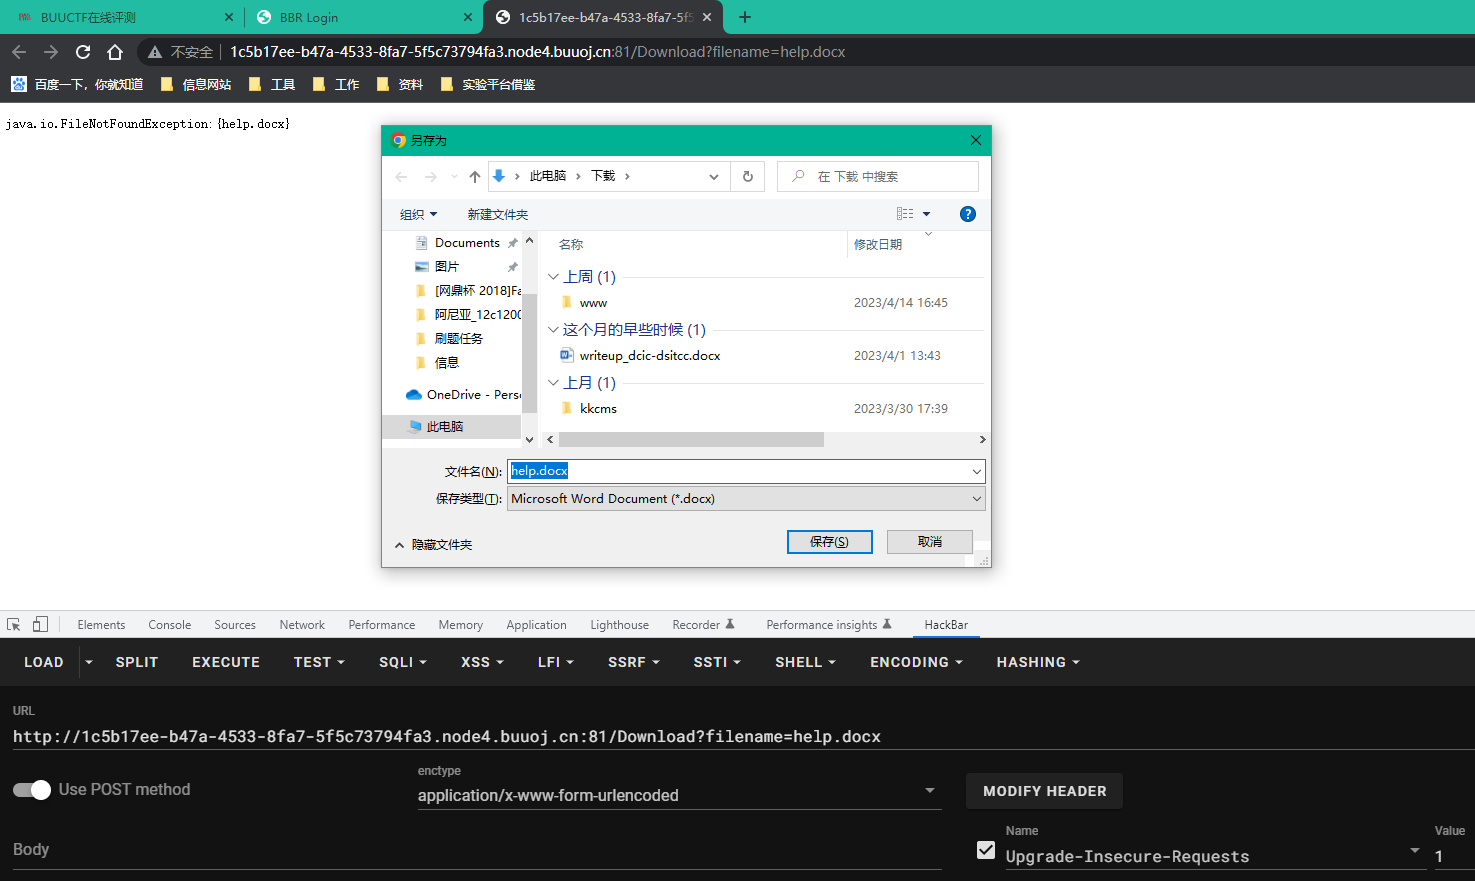 BUUCTF在线评测
BBR Login
1c5b17ee-b47a-4533-8fa7-5f5
不安全
1c5b17ee-b47a-4533-8fa7-5f5c73794fa3.node4.buuoj.cn:81/Download?filename=help.docx
百度一下，你就知道 信息网站 工具 工作 资料 实验平台借鉴
java.io.FileNotFoundException:{help.docx}
另存为
此电脑 下载
在 下载 中搜索
组织 新建文件夹
Documents
图片
[网鼎杯 2018]Fa
阿尼亚_12c1200
刷题任务
信息
OneDrive - Perso
此电脑
名称 修改日期
上周 (1)
www 2023/4/14 16:45
这个月的早些时候 (1)
writeup_dcic-dsitcc.docx 2023/4/1 13:43
上月 (1)
kkcms 2023/3/30 17:39
文件名(N): help.docx
保存类型(T): Microsoft Word Document (*.docx)
隐藏文件夹 保存(S) 取消
Elements Console Sources Network Performance Memory Application Lighthouse Recorder Performance insights HackBar
LOAD SPLIT EXECUTE TEST SQLI XSS LFI SSRF SSTI SHELL ENCODING HASHING
URL
http://1c5b17ee-b47a-4533-8fa7-5f5c73794fa3.node4.buuoj.cn:81/Download?filename=help.docx
Use POST method
enctype
application/x-www-form-urlencoded
MODIFY HEADER
Body
Name Value
Upgrade-Insecure-Requests 1